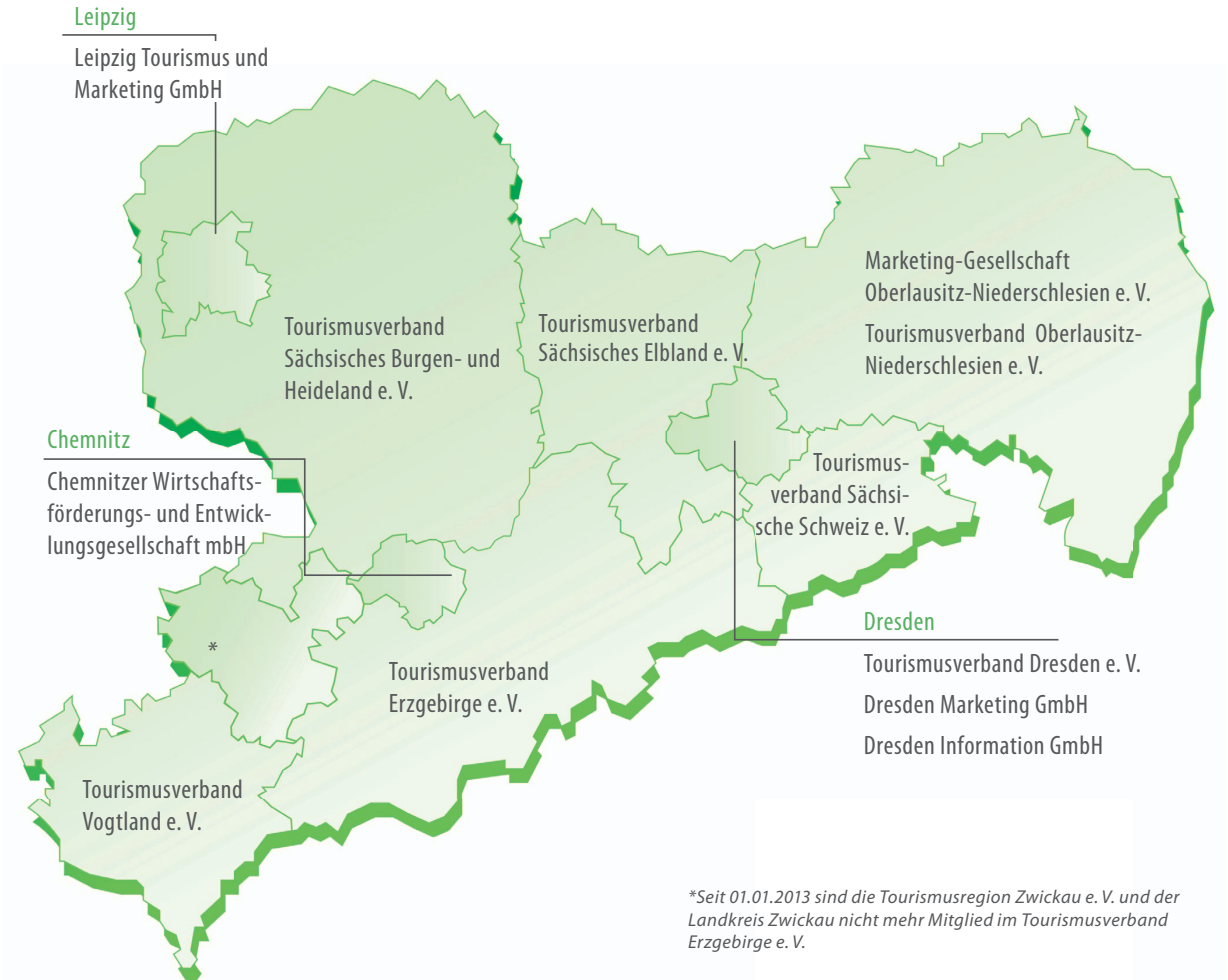 Leipzig
Leipzig Tourismus und
Marketing GmbH
Marketing-Gesellschaft
Oberlausitz-Niederschlesien e. V.
Tourismusverband Oberlausitz-
Niederschlesien e. V.
Tourismusverband
Sächsisches Burgen- und
Heideland e. V.
Tourismusverband
Sächsisches Elbland e. V.
Chemnitz
Chemnitzer Wirtschafts-
förderungs- und Entwick-
lungsgesellschaft mbH
Tourismus-
verband Sächsi-
sche Schweiz e. V.
Dresden
Tourismusverband Dresden e. V.
Dresden Marketing GmbH
Dresden Information GmbH
*
Tourismusverband
Erzgebirge e. V.
Tourismusverband
Vogtland e. V.
*Seit 01.01.2013 sind die Tourismusregion Zwickau e. V. und der
Landkreis Zwickau nicht mehr Mitglied im Tourismusverband
Erzgebirge e. V.